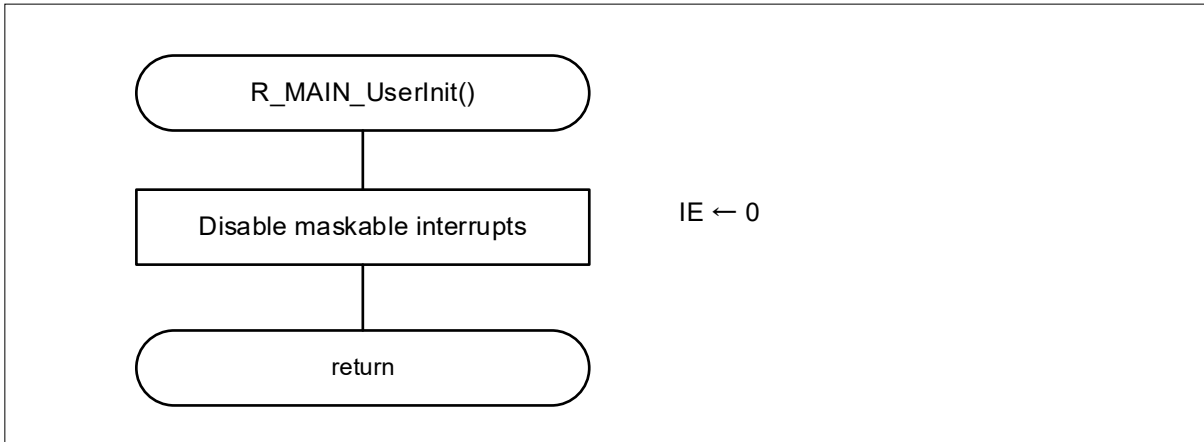 R_MAIN_UserInit()
Disable maskable interrupts
IE ← 0
return